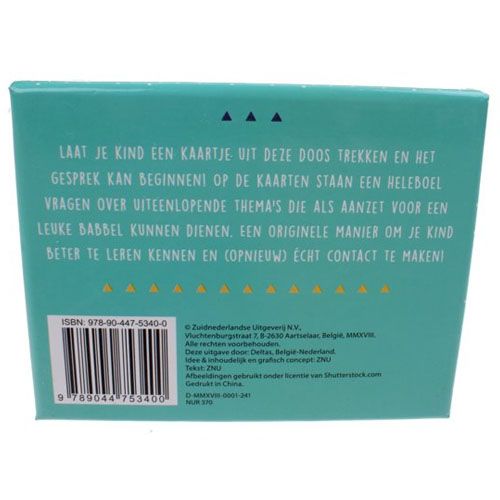 LAAT JE KIND EEN KAARTJE UIT DEZE DOOS TREKKEN EN HET
GESPREK KAN BEGINNEN! OP DE KAARTEN STAAN EEN HELEBOEL
VRAGEN OVER UITEENLOPENDE THEMA'S DIE ALS AANZET VOOR EEN
LEUKE BABBEL KUNNEN DIENEN. EEN ORIGINELE MANIER OM JE KIND
BETER TE LEREN KENNEN EN (OPNIEUW) ÉCHT CONTACT TE MAKEN!
ISBN: 978-90-447-5340-0
9 789044 753400
© Zuidnederlandse Uitgeverij N.V.,
Vluchtenburgstraat 7, B-2630 Aartselaar, België, MMXVIII.
Alle rechten voorbehouden.
Deze uitgave door: Deltas, België-Nederland.
Idee & inhoudelijk en grafisch concept: ZNU
Tekst: ZNU
Afbeeldingen gebruikt onder licentie van Shutterstock.com
Gedrukt in China.
D-MMXVIII-0001-241
NUR 370